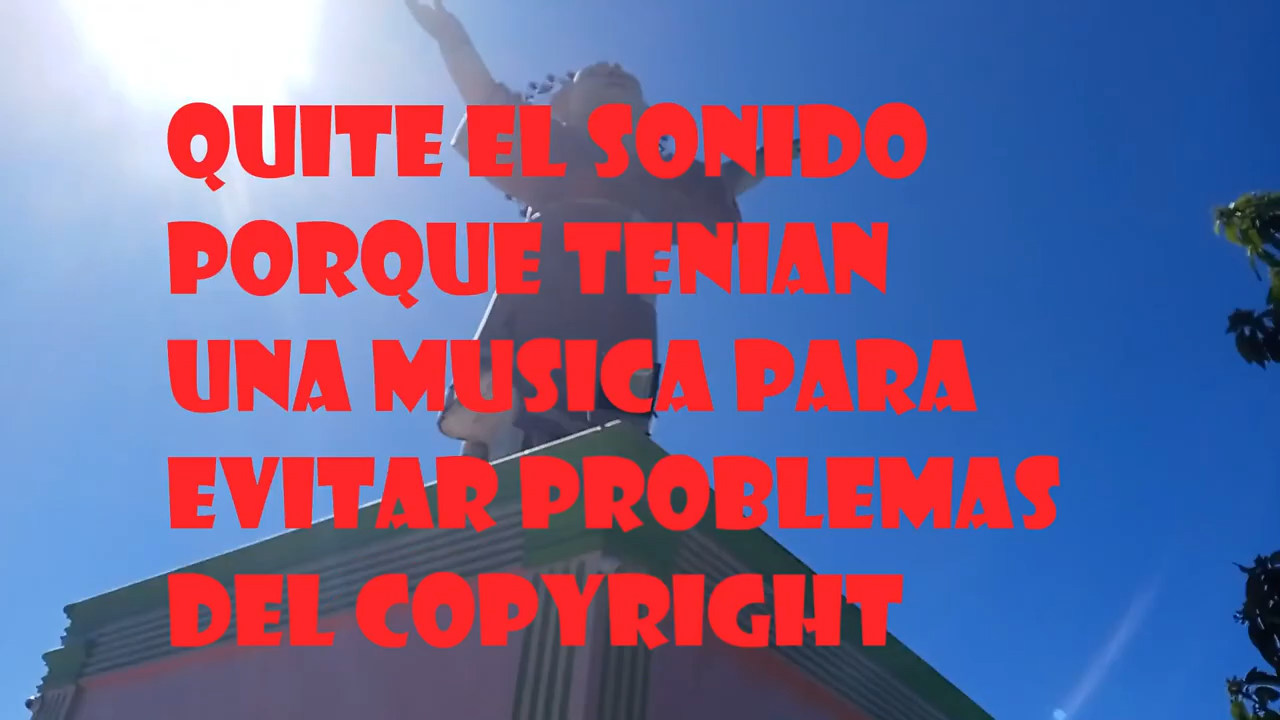 QUITE EL SONIDO
PORQUE TENIAN
UNA MUSICA PARA
EVITAR PROBLEMAS
DEL COPYRIGHT